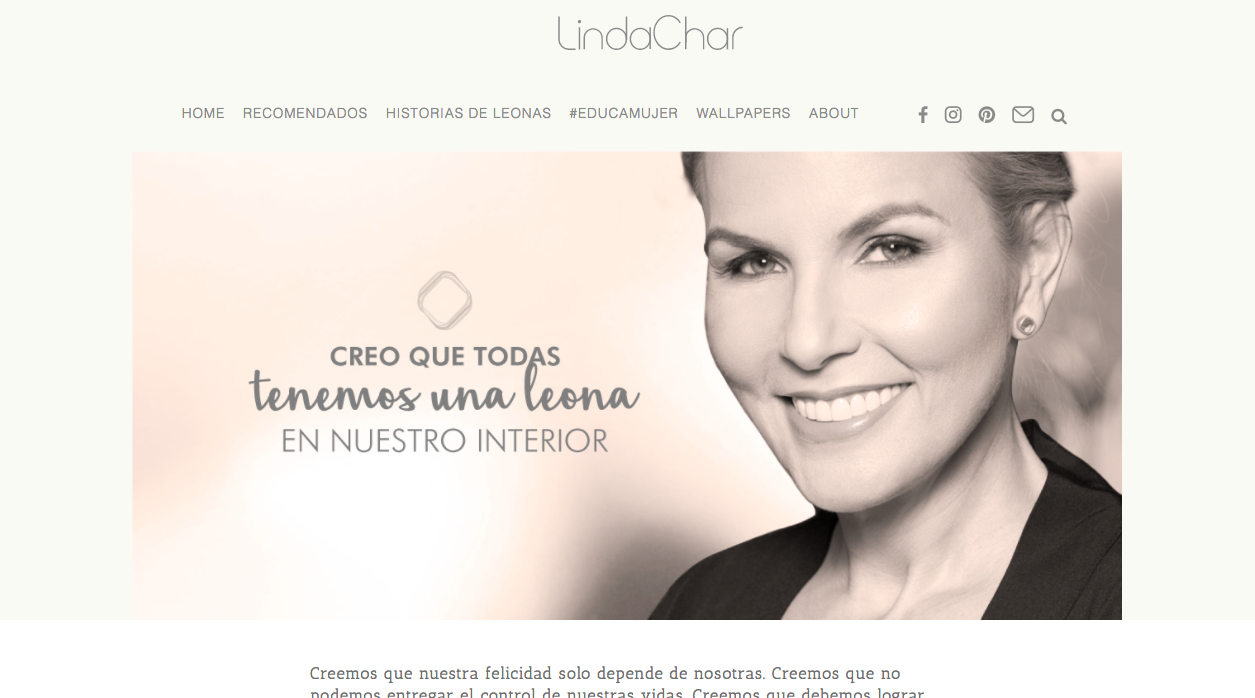 LindaChar
HOME RECOMENDADOS HISTORIAS DE LEONAS #EDUCAMUJER WALLPAPERS ABOUT
CREO QUE TODAS
tenemos una leona
EN NUESTRO INTERIOR
Creemos que nuestra felicidad solo depende de nosotras. Creemos que no
podemos entregar el control de nuestras vidas. Creemos que debemos lograr